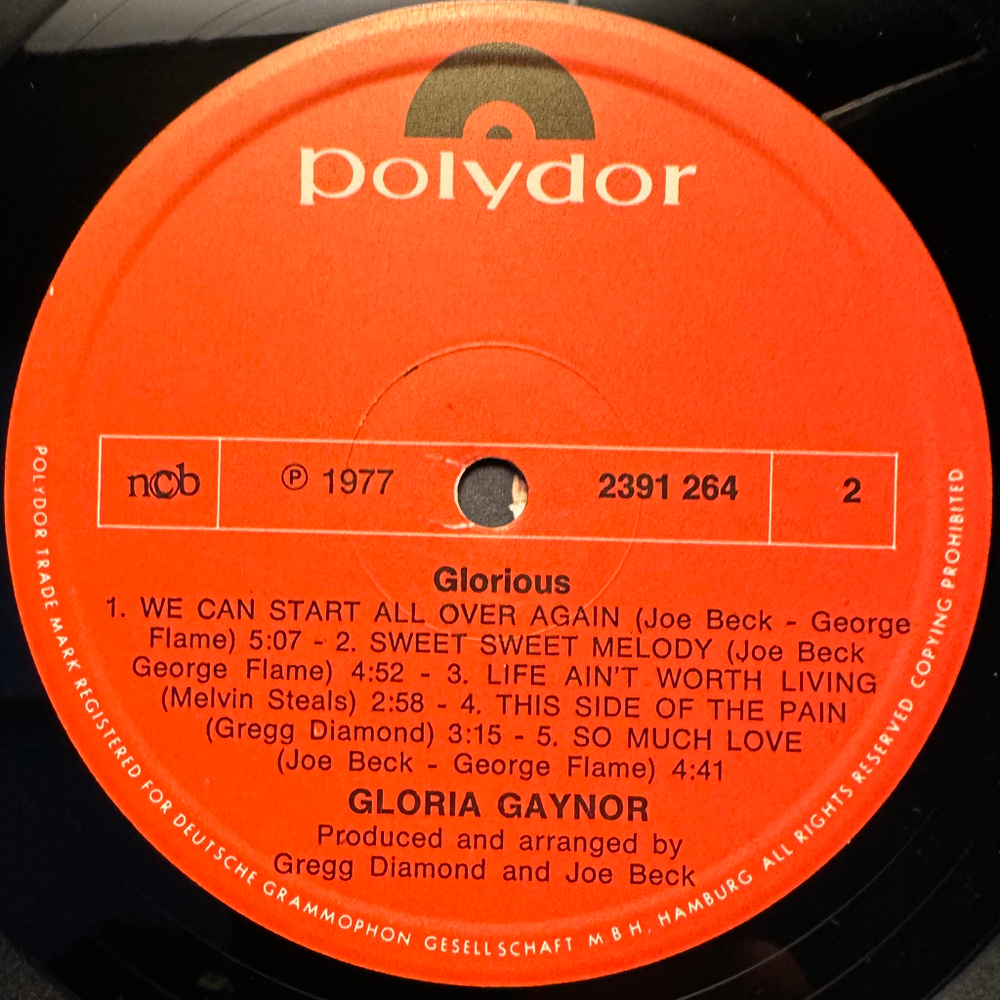 polydor
ncb
℗ 1977
2391 264
2
Glorious
1. WE CAN START ALL OVER AGAIN (Joe Beck - George
Flame) 5:07 - 2. SWEET SWEET MELODY (Joe Beck
George Flame) 4:52 - 3. LIFE AIN'T WORTH LIVING
(Melvin Steals) 2:58 - 4. THIS SIDE OF THE PAIN
(Gregg Diamond) 3:15 - 5. SO MUCH LOVE
(Joe Beck - George Flame) 4:41
GLORIA GAYNOR
Produced and arranged by
Gregg Diamond and Joe Beck
POLYDOR TRADE MARK REGISTERED FOR DEUTSCHE GRAMMOPHON GESELLSCHAFT M B H, HAMBURG ALL RIGHTS RESERVED COPYING PROHIBITED